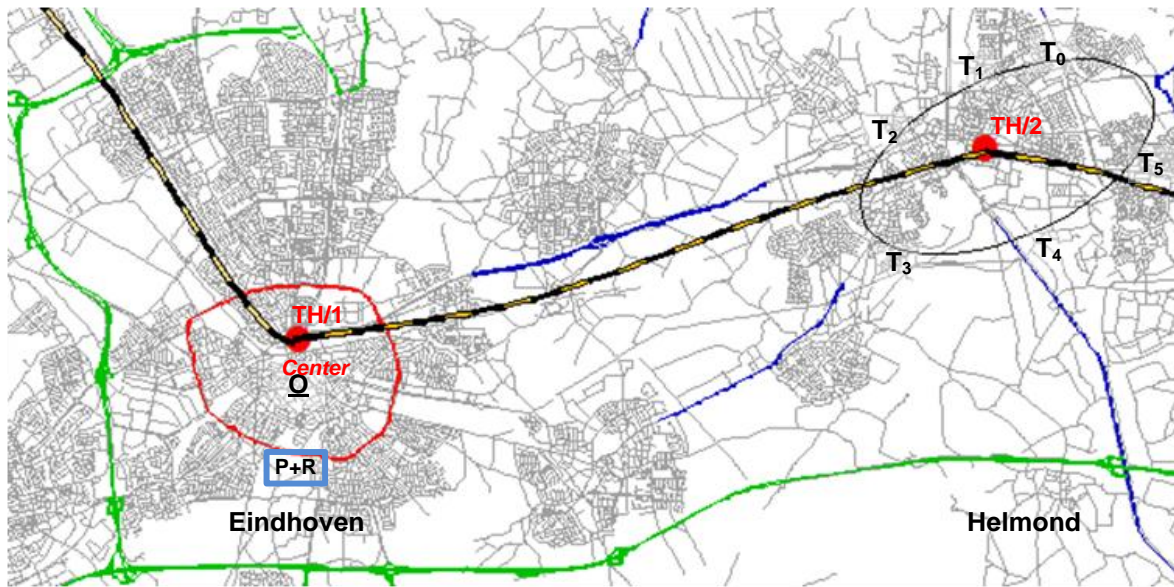 T₁
T₀
T₂
TH/2
T₅
T₃
T₄
TH/1
Center
O
P+R
Eindhoven
Helmond